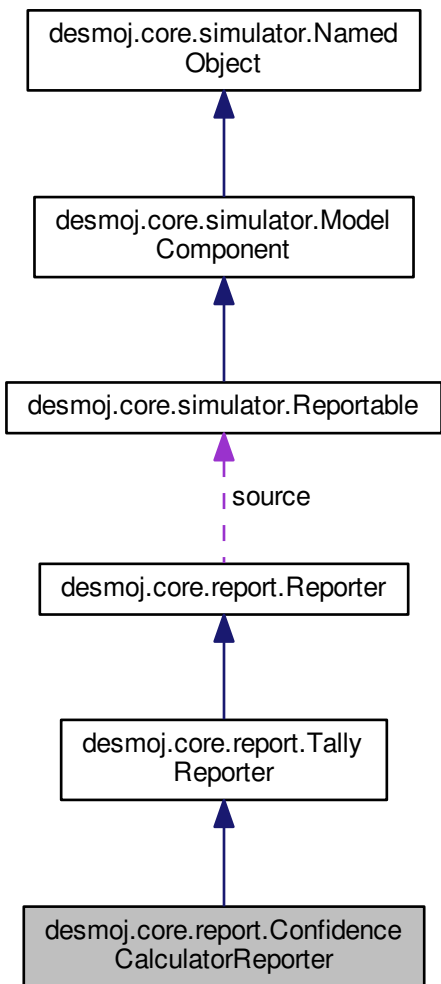 desmoj.core.simulator.Named
Object
desmoj.core.simulator.Model
Component
desmoj.core.simulator.Reportable
source
desmoj.core.report.Reporter
desmoj.core.report.Tally
Reporter
desmoj.core.report.Confidence
CalculatorReporter